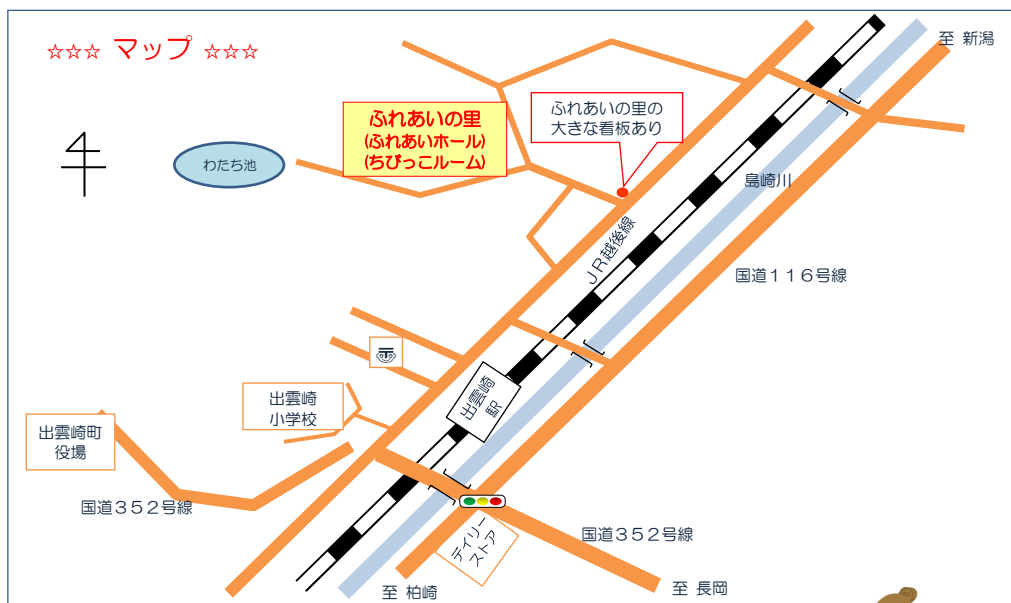 ☆☆☆ マップ ☆☆☆
至 新潟
ふれあいの里
(ふれあいホール)
(ちびっこルーム)
ふれあいの里の
大きな看板あり
わたち池
島崎川
JR越後線
国道116号線
〒
出雲崎
駅
出雲崎
小学校
出雲崎町
役場
国道352号線
デイリー
ストア
国道352号線
至 柏崎
至 長岡